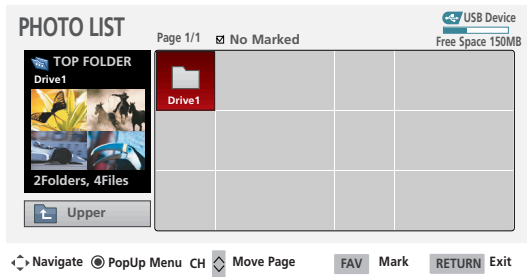 PHOTO LIST
Page 1/1
No Marked
USB Device
Free Space 150MB
TOP FOLDER
Drive1
2Folders, 4Files
Upper
Drive1
Navigate PopUp Menu CH Move Page FAV Mark RETURN Exit